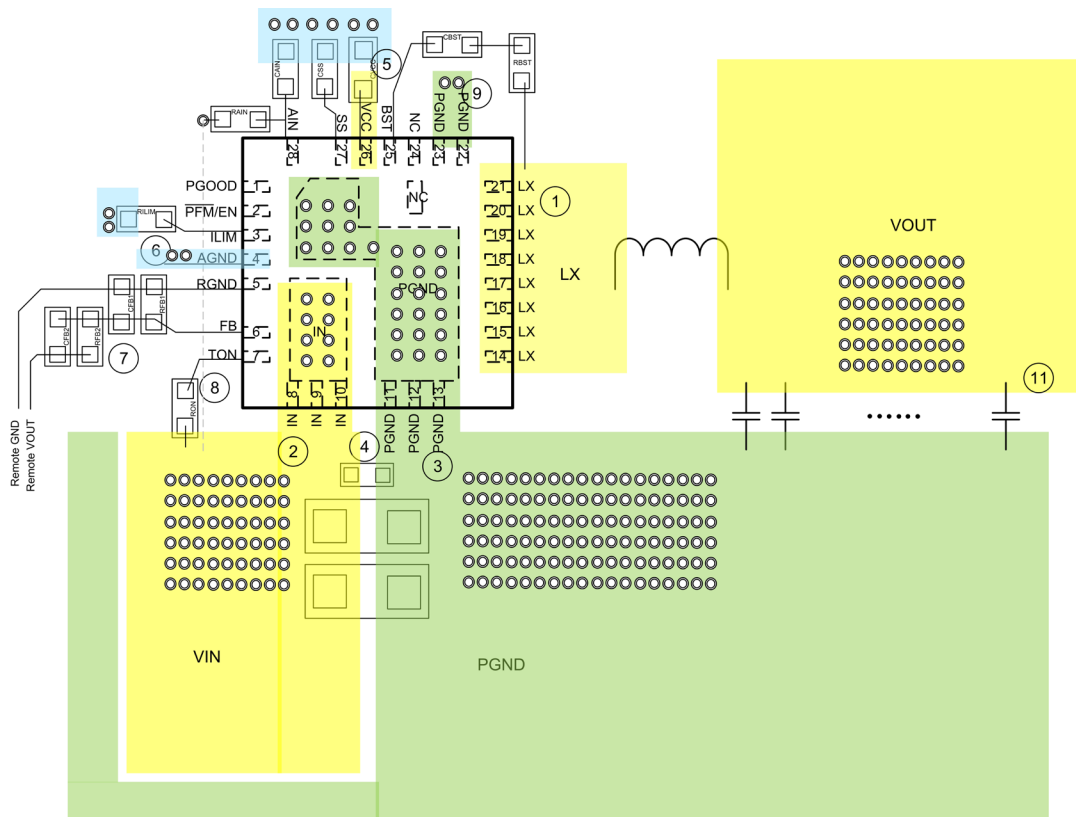 CBST
RBST
5
CAIN
CSS
CVCC
9
RAIN
AIN
SS
VCC
BST
NC
PGND
PGND
28
27
26
25
24
23
22
PGOOD 1
PFM/EN 2
RILIM
ILIM 3
6
AGND 4
RGND 5
FB 6
TON 7
NC
21 LX
20 LX
19 LX
18 LX
17 LX
16 LX
15 LX
14 LX
1
LX
VOUT
PGND
IN
CFB1
RFB1
CFB2
RFB2
7
8
RON
8
9
10
11
12
13
IN
IN
IN
PGND
PGND
PGND
2
4
3
11
Remote GND
Remote VOUT
VIN
PGND